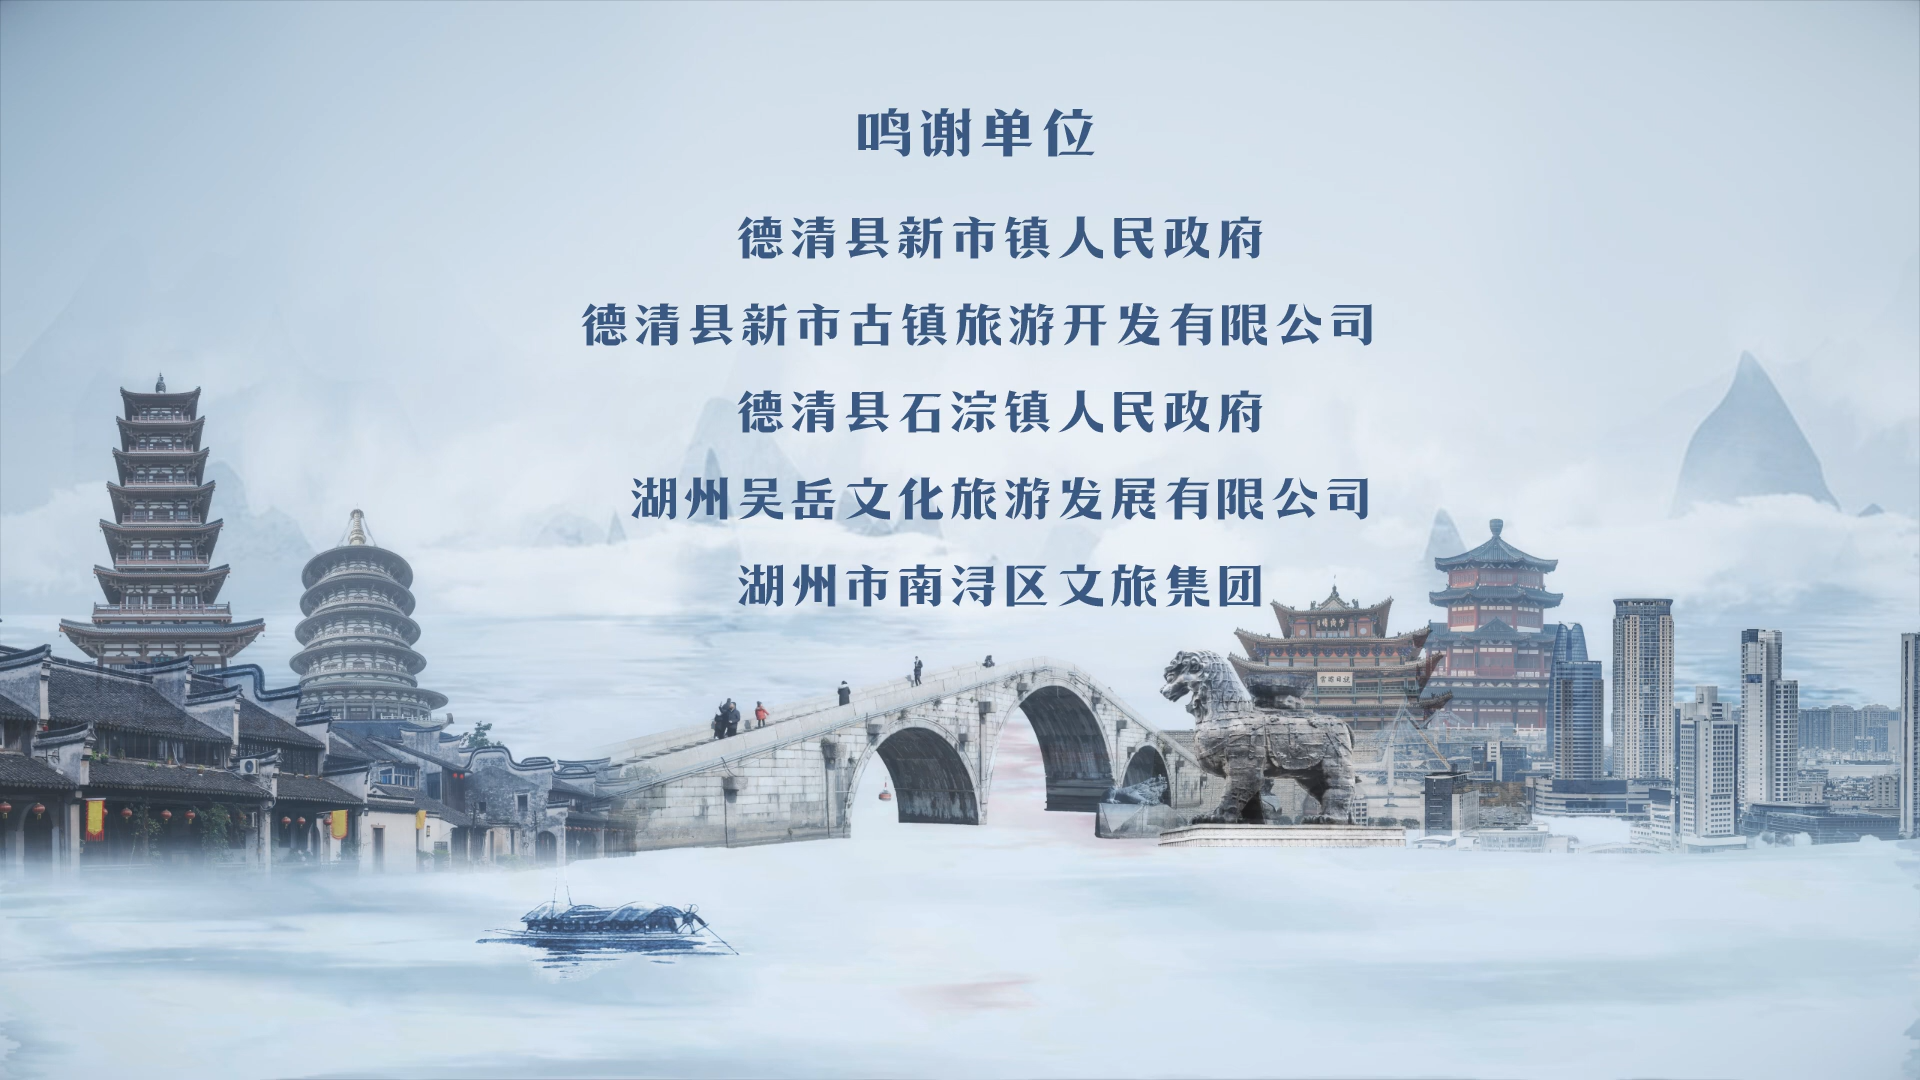 鸣谢单位
德清县新市镇人民政府
德清县新市古镇旅游开发有限公司
德清县石淙镇人民政府
湖州吴岳文化旅游发展有限公司
湖州市南浔区文旅集团